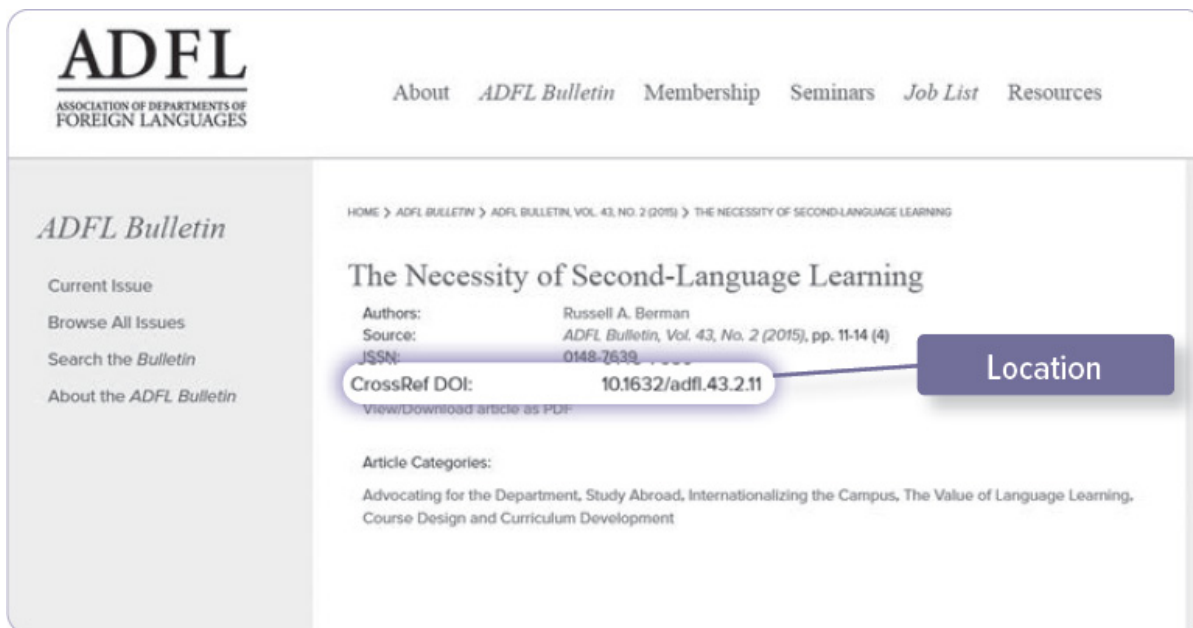 ADFL
ASSOCIATION OF DEPARTMENTS OF
FOREIGN LANGUAGES
About ADFL Bulletin Membership Seminars Job List Resources
ADFL Bulletin
Current Issue
Browse All Issues
Search the Bulletin
About the ADFL Bulletin
HOME > ADFL BULLETIN > ADFL BULLETIN, VOL. 43, NO. 2 (2015) > THE NECESSITY OF SECOND-LANGUAGE LEARNING
The Necessity of Second-Language Learning
Authors: Russell A. Berman
Source: ADFL Bulletin, Vol. 43, No. 2 (2015), pp. 11-14 (4)
ISSN: 0148-7639
CrossRef DOI: 10.1632/adfl.43.2.11
Location
View/Download article as PDF
Article Categories:
Advocating for the Department, Study Abroad, Internationalizing the Campus, The Value of Language Learning,
Course Design and Curriculum Development